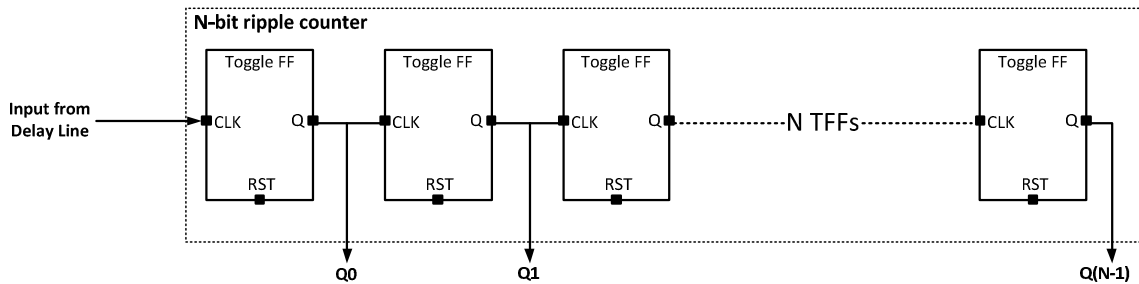 N-bit ripple counter
Toggle FF Toggle FF Toggle FF Toggle FF
Input from
Delay Line
CLK Q CLK Q CLK Q N TFFs CLK Q
RST RST RST RST
Q0 Q1 Q(N-1)